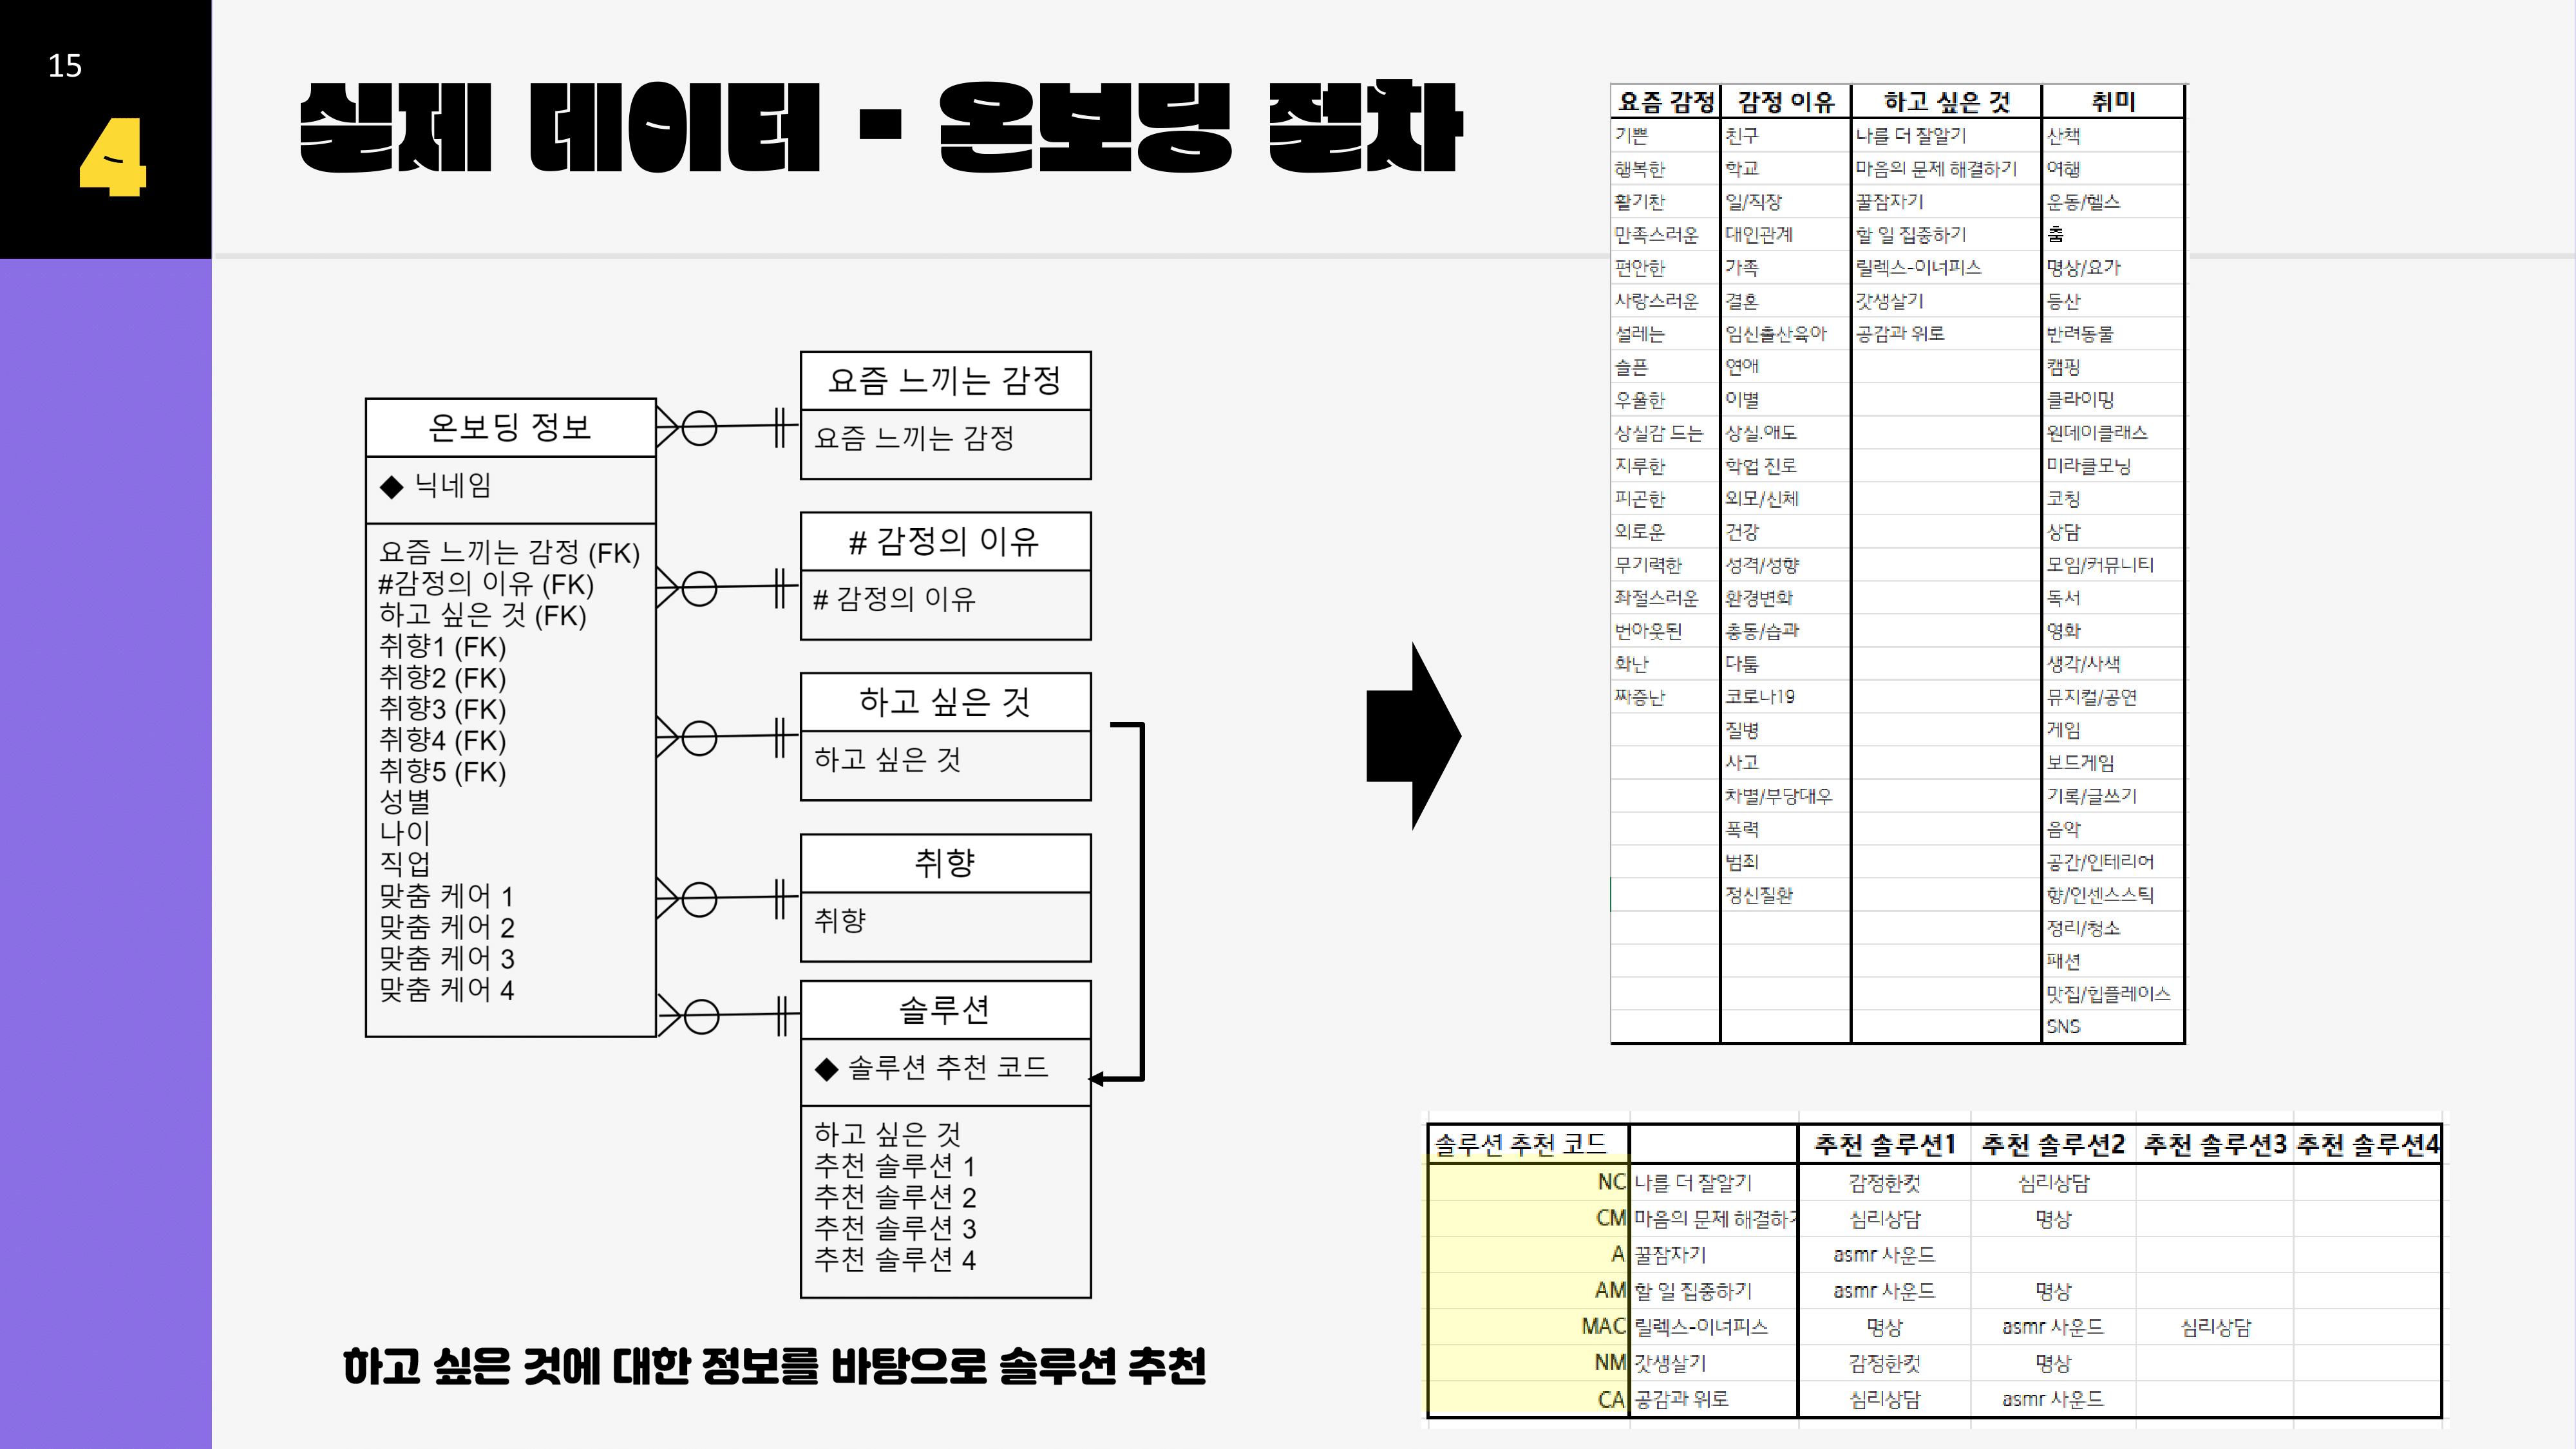 15
4
실제 데이터 - 온보딩 절차
온보딩 정보
◆ 닉네임
요즘 느끼는 감정 (FK)
#감정의 이유 (FK)
하고 싶은 것 (FK)
취향1 (FK)
취향2 (FK)
취향3 (FK)
취향4 (FK)
취향5 (FK)
성별
나이
직업
맞춤 케어 1
맞춤 케어 2
맞춤 케어 3
맞춤 케어 4
요즘 느끼는 감정
요즘 느끼는 감정
# 감정의 이유
# 감정의 이유
하고 싶은 것
하고 싶은 것
취향
취향
솔루션
◆ 솔루션 추천 코드
하고 싶은 것
추천 솔루션 1
추천 솔루션 2
추천 솔루션 3
추천 솔루션 4
하고 싶은 것에 대한 정보를 바탕으로 솔루션 추천
요즘 감정 감정 이유 하고 싶은 것 취미
기쁜 친구 나를 더 잘알기 산책
행복한 학교 마음의 문제 해결하기 여행
활기찬 일/직장 꿀잠자기 운동/헬스
만족스러운 대인관계 할 일 집중하기 춤
편안한 가족 릴렉스-이너피스 명상/요가
사랑스러운 결혼 갓생살기 등산
설레는 임신출산육아 공감과 위로 반려동물
슬픈 연애 캠핑
우울한 이별 클라이밍
상실감 드는 상실.애도 원데이클래스
지루한 학업 진로 미라클모닝
피곤한 외모/신체 코칭
외로운 건강 상담
무기력한 성격/성향 모임/커뮤니티
좌절스러운 환경변화 독서
번아웃된 충동/습관 영화
화난 다툼 생각/사색
짜증난 코로나19 뮤지컬/공연
질병 게임
사고 보드게임
차별/부당대우 기록/글쓰기
폭력 음악
범죄 공간/인테리어
정신질환 향/인센스스틱
정리/청소
패션
맛집/힙플레이스
SNS
솔루션 추천 코드 추천 솔루션1 추천 솔루션2 추천 솔루션3 추천 솔루션4
NC 나를 더 잘알기 감정한컷 심리상담
CM 마음의 문제 해결하기 심리상담 명상
A 꿀잠자기 asmr 사운드
AM 할 일 집중하기 asmr 사운드 명상
MAC 릴렉스-이너피스 명상 asmr 사운드 심리상담
NM 갓생살기 감정한컷 명상
CA 공감과 위로 심리상담 asmr 사운드